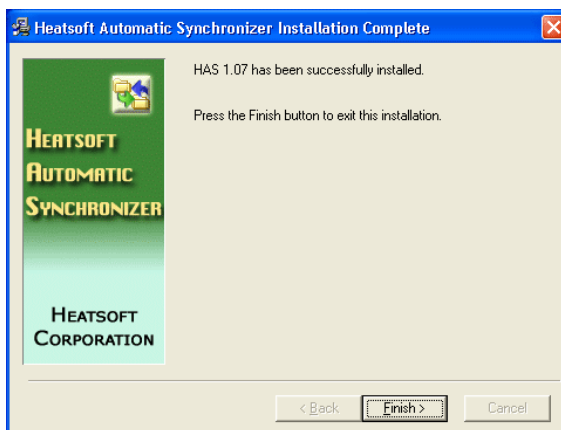 Heatsoft Automatic Synchronizer Installation Complete
HAS 1.07 has been successfully installed.
Press the Finish button to exit this installation.
HEATSOFT
AUTOMATIC
SYNCHRONIZER
HEATSOFT
CORPORATION
< Back
Finish >
Cancel